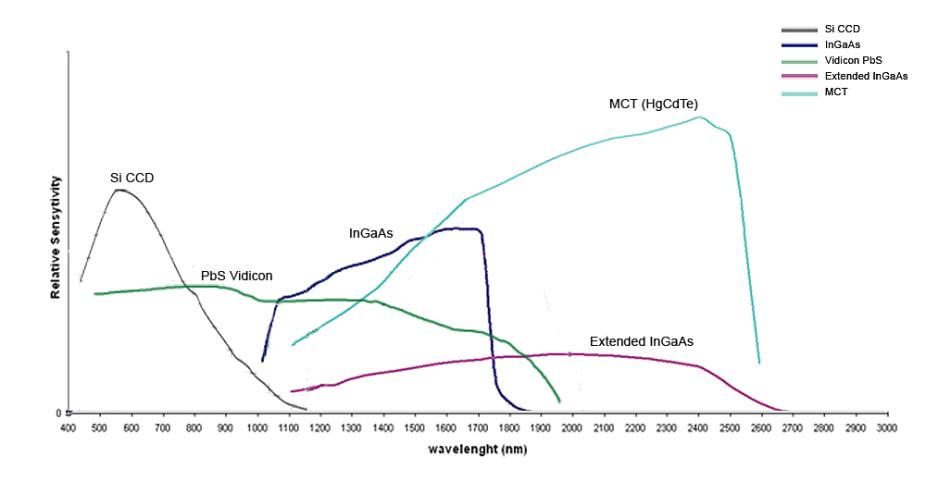 Si CCD
InGaAs
Vidicon PbS
Extended InGaAs
MCT
MCT (HgCdTe)
Si CCD
InGaAs
PbS Vidicon
Extended InGaAs
Relative Sensytivity
0
400 500 600 700 800 900 1000 1100 1200 1300 1400 1500 1600 1700 1800 1900 2000 2100 2200 2300 2400 2500 2600 2700 2800 2900 3000
wavelenght (nm)